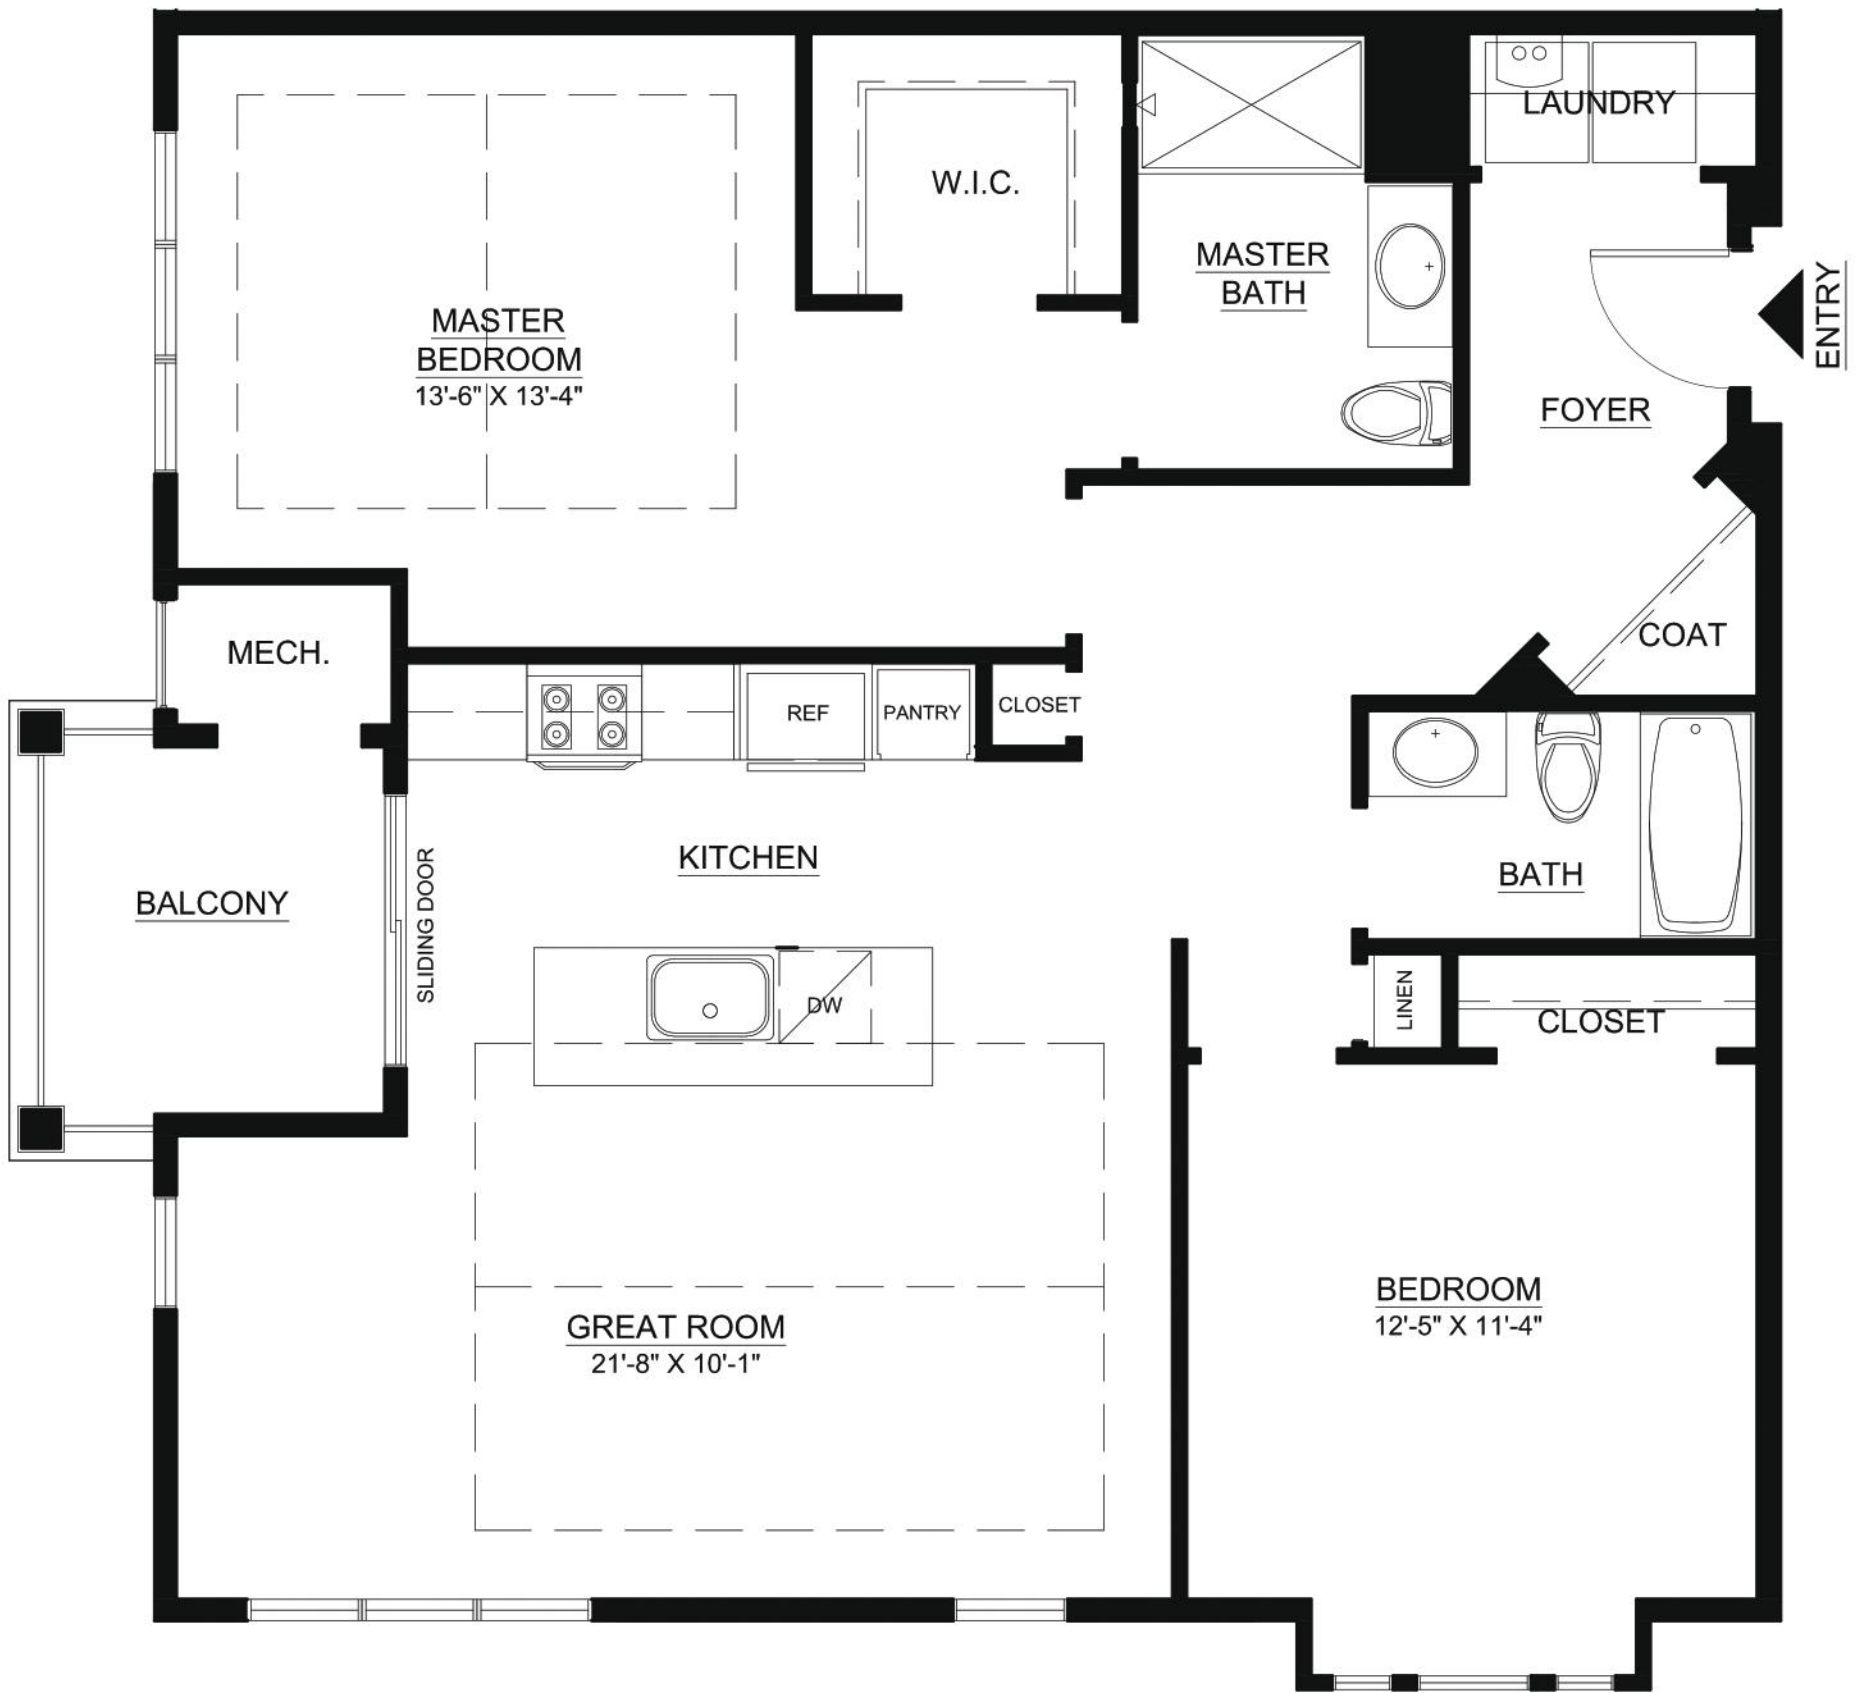 LAUNDRY
W.I.C.
MASTER
BATH
ENTRY
MASTER
BEDROOM
13'-6" X 13'-4"
FOYER
COAT
MECH.
REF
PANTRY
CLOSET
KITCHEN
BATH
BALCONY
SLIDING DOOR
DW
LINEN
CLOSET
BEDROOM
12'-5" X 11'-4"
GREAT ROOM
21'-8" X 10'-1"